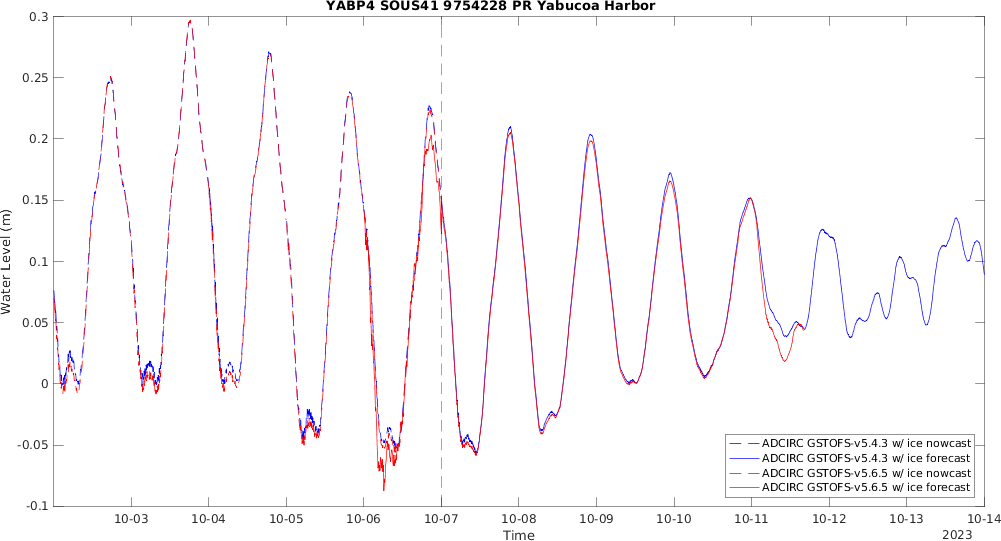 YABP4 SOUS41 9754228 PR Yabucoa Harbor
0.3
0.25
0.2
0.15
0.1
0.05
0
-0.05
-0.1
Water Level (m)
ADCIRC GSTOFS-v5.4.3 w/ ice nowcast
ADCIRC GSTOFS-v5.4.3 w/ ice forecast
ADCIRC GSTOFS-v5.6.5 w/ ice nowcast
ADCIRC GSTOFS-v5.6.5 w/ ice forecast
10-03 10-04 10-05 10-06 10-07 10-08 10-09 10-10 10-11 10-12 10-13 10-14
Time
2023